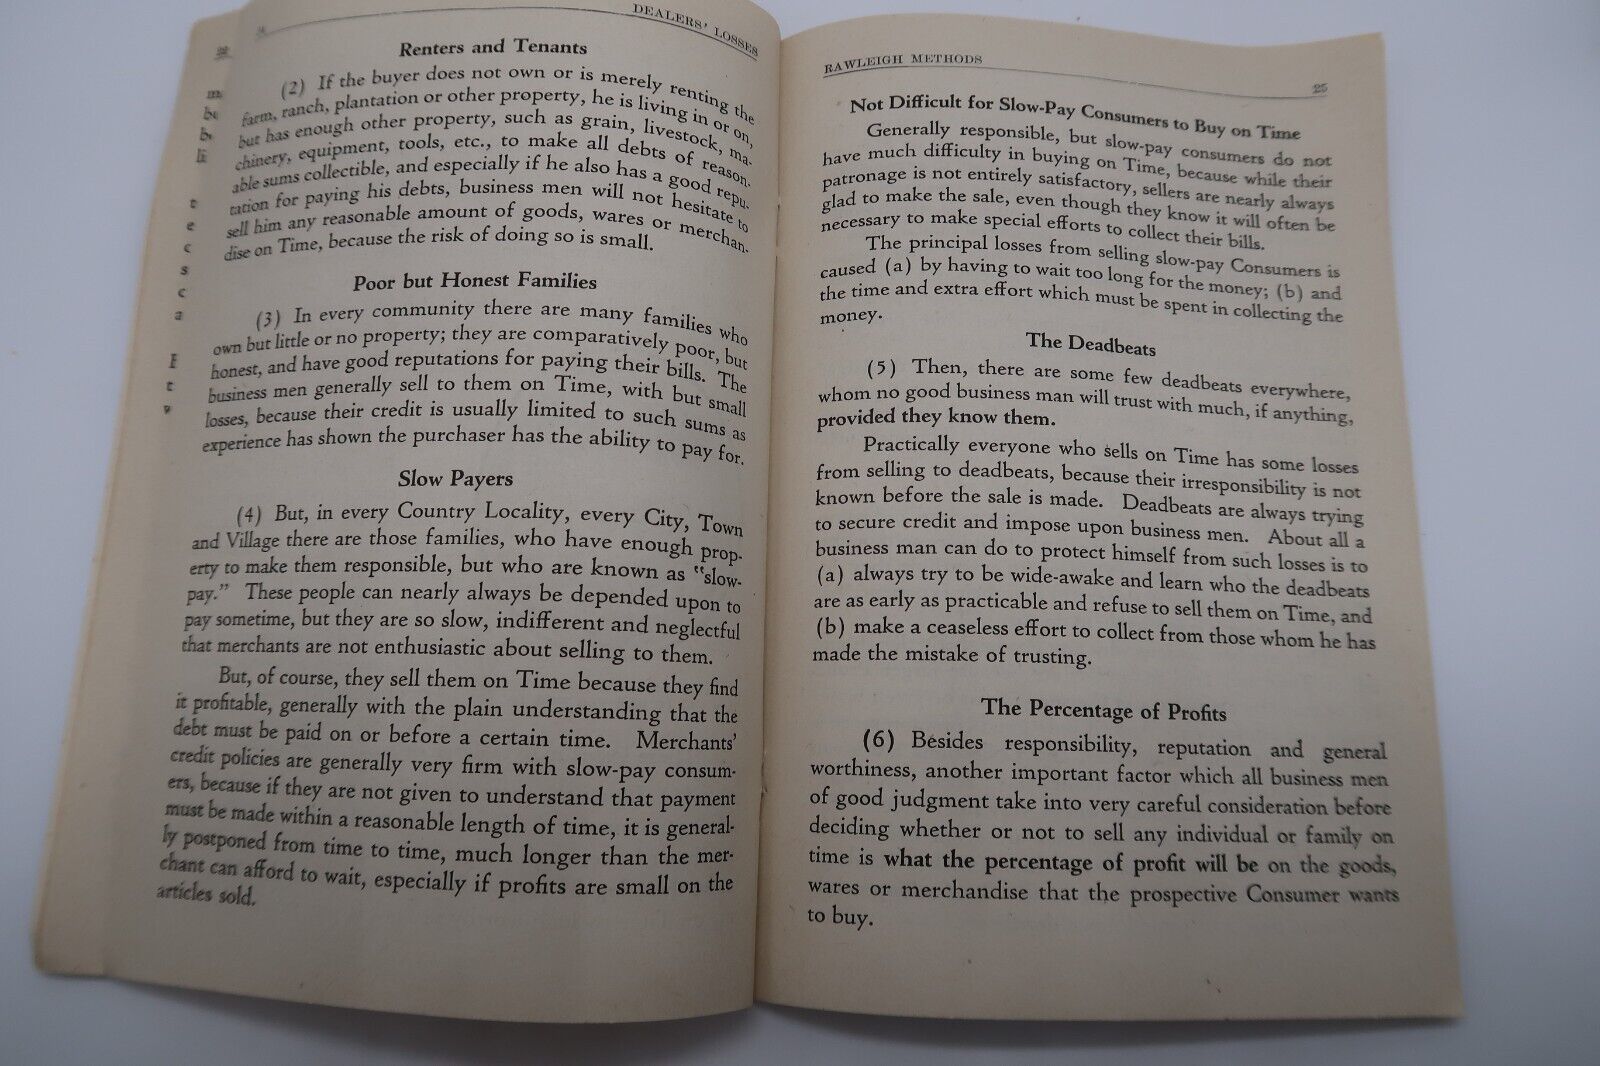 DEALERS' LOSSES
Renters and Tenants
(2) If the buyer does not own or is merely renting the
farm, ranch, plantation or other property, he is living in or on,
but has enough other property, such as grain, livestock, ma-
chinery, equipment, tools, etc., to make all debts of reason-
able sums collectible, and especially if he also has a good repu-
tation for paying his debts, business men will not hesitate to
sell him any reasonable amount of goods, wares or merchan-
dise on Time, because the risk of doing so is small.
Poor but Honest Families
(3) In every community there are many families who
own but little or no property; they are comparatively poor, but
honest, and have good reputations for paying their bills. The
business men generally sell to them on Time, with but small
losses, because their credit is usually limited to such sums as
experience has shown the purchaser has the ability to pay for.
Slow Payers
(4) But, in every Country Locality, every City, Town
and Village there are those families, who have enough prop-
erty to make them responsible, but who are known as "slow-
pay." These people can nearly always be depended upon to
pay sometime, but they are so slow, indifferent and neglectful
that merchants are not enthusiastic about selling to them.
But, of course, they sell them on Time because they find
it profitable, generally with the plain understanding that the
debt must be paid on or before a certain time. Merchants'
credit policies are generally very firm with slow-pay consum-
ers, because if they are not given to understand that payment
must be made within a reasonable length of time, it is general-
ly postponed from time to time, much longer than the mer-
chant can afford to wait, especially if profits are small on the
articles sold.
RAWLEIGH METHODS 25
Not Difficult for Slow-Pay Consumers to Buy on Time
Generally responsible, but slow-pay consumers do not
have much difficulty in buying on Time, because while their
patronage is not entirely satisfactory, sellers are nearly always
glad to make the sale, even though they know it will often be
necessary to make special efforts to collect their bills.
The principal losses from selling slow-pay Consumers is
caused (a) by having to wait too long for the money; (b) and
the time and extra effort which must be spent in collecting the
money.
The Deadbeats
(5) Then, there are some few deadbeats everywhere,
whom no good business man will trust with much, if anything,
provided they know them.
Practically everyone who sells on Time has some losses
from selling to deadbeats, because their irresponsibility is not
known before the sale is made. Deadbeats are always trying
to secure credit and impose upon business men. About all a
business man can do to protect himself from such losses is to
(a) always try to be wide-awake and learn who the deadbeats
are as early as practicable and refuse to sell them on Time, and
(b) make a ceaseless effort to collect from those whom he has
made the mistake of trusting.
The Percentage of Profits
(6) Besides responsibility, reputation and general
worthiness, another important factor which all business men
of good judgment take into very careful consideration before
deciding whether or not to sell any individual or family on
time is what the percentage of profit will be on the goods,
wares or merchandise that the prospective Consumer wants
to buy.